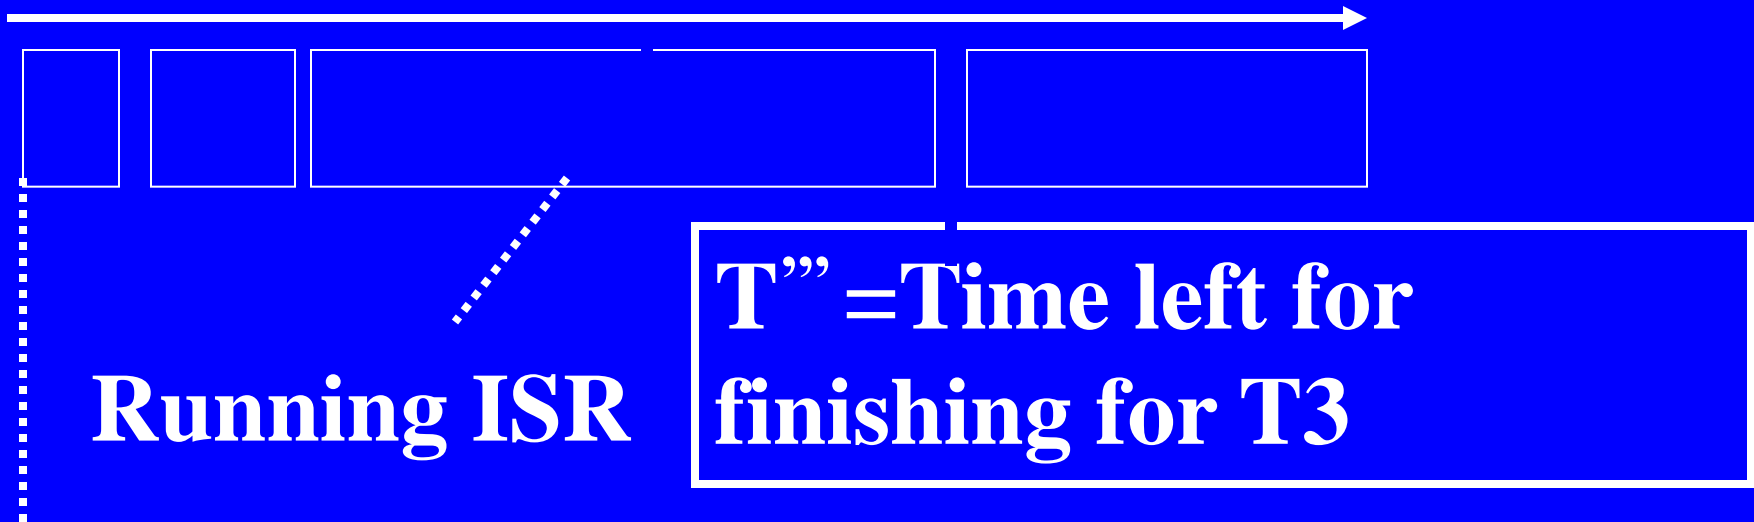 T’’’ =Time left for
finishing for T3
Running ISR